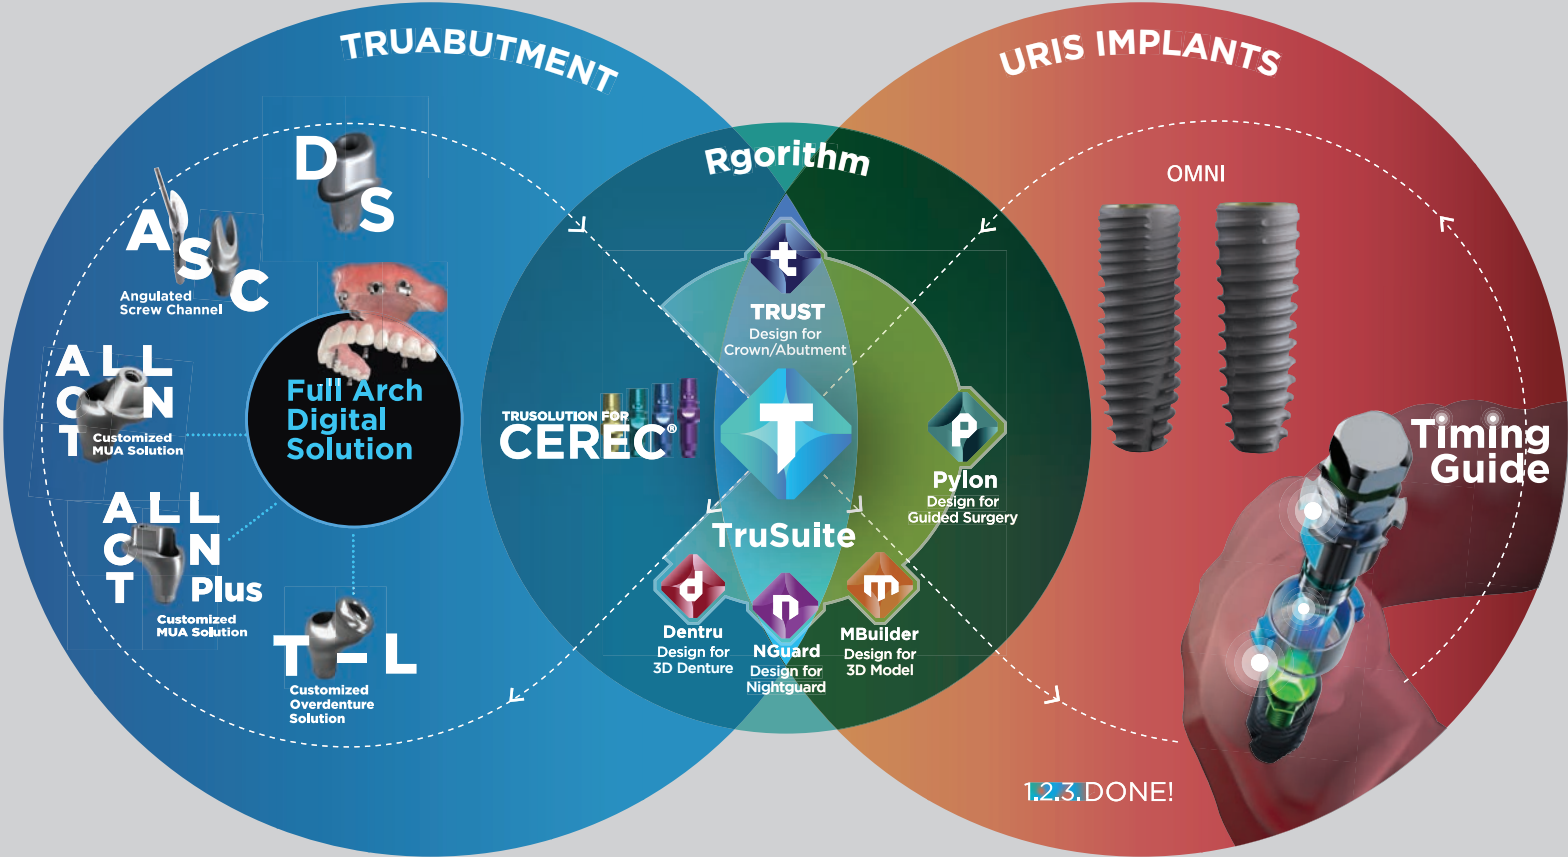 TRUABUTMENT
D
S
A
S
C
Angulated
Screw Channel
ALL
ON
T
Customized
MUA Solution
ALL
C N
T Plus
Customized
MUA Solution
T-L
Customized
Overdenture
Solution
Full Arch
Digital
Solution
Rgorithm
t
TRUST
Design for
Crown/Abutment
TRUSOLUTION FOR
CEREC®
T
TruSuite
p
Pylon
Design for
Guided Surgery
d
Dentru
Design for
3D Denture
n
NGuard
Design for
Nightguard
m
MBuilder
Design for
3D Model
URIS IMPLANTS
OMNI
Timing
Guide
1.2.3.DONE!